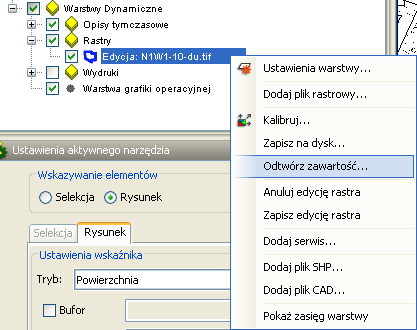 Warstwy Dynamiczne
Opisy tymczasowe
Rastry
Edycja: N1W1-10-du.tif
Wydruki
Warstwa grafiki operacyjnej
Ustawienia warstwy...
Dodaj plik rastrowy...
Kalibruj...
Zapisz na dysk...
Odtwórz zawartość...
Anuluj edycję rastra
Zapisz edycję rastra
Dodaj serwis...
Dodaj plik SHP...
Dodaj plik CAD...
Pokaż zasięg warstwy
Ustawienia aktywnego narzędzia
Wskazywanie elementów
Selekcja Rysunek
Selekcja Rysunek
Ustawienia wskaźnika
Tryb: Powierzchnia
Bufor